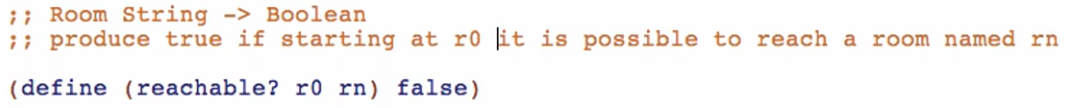 ;; Room String -> Boolean
;; produce true if starting at r0 it is possible to reach a room named rn
(define (reachable? r0 rn) false)